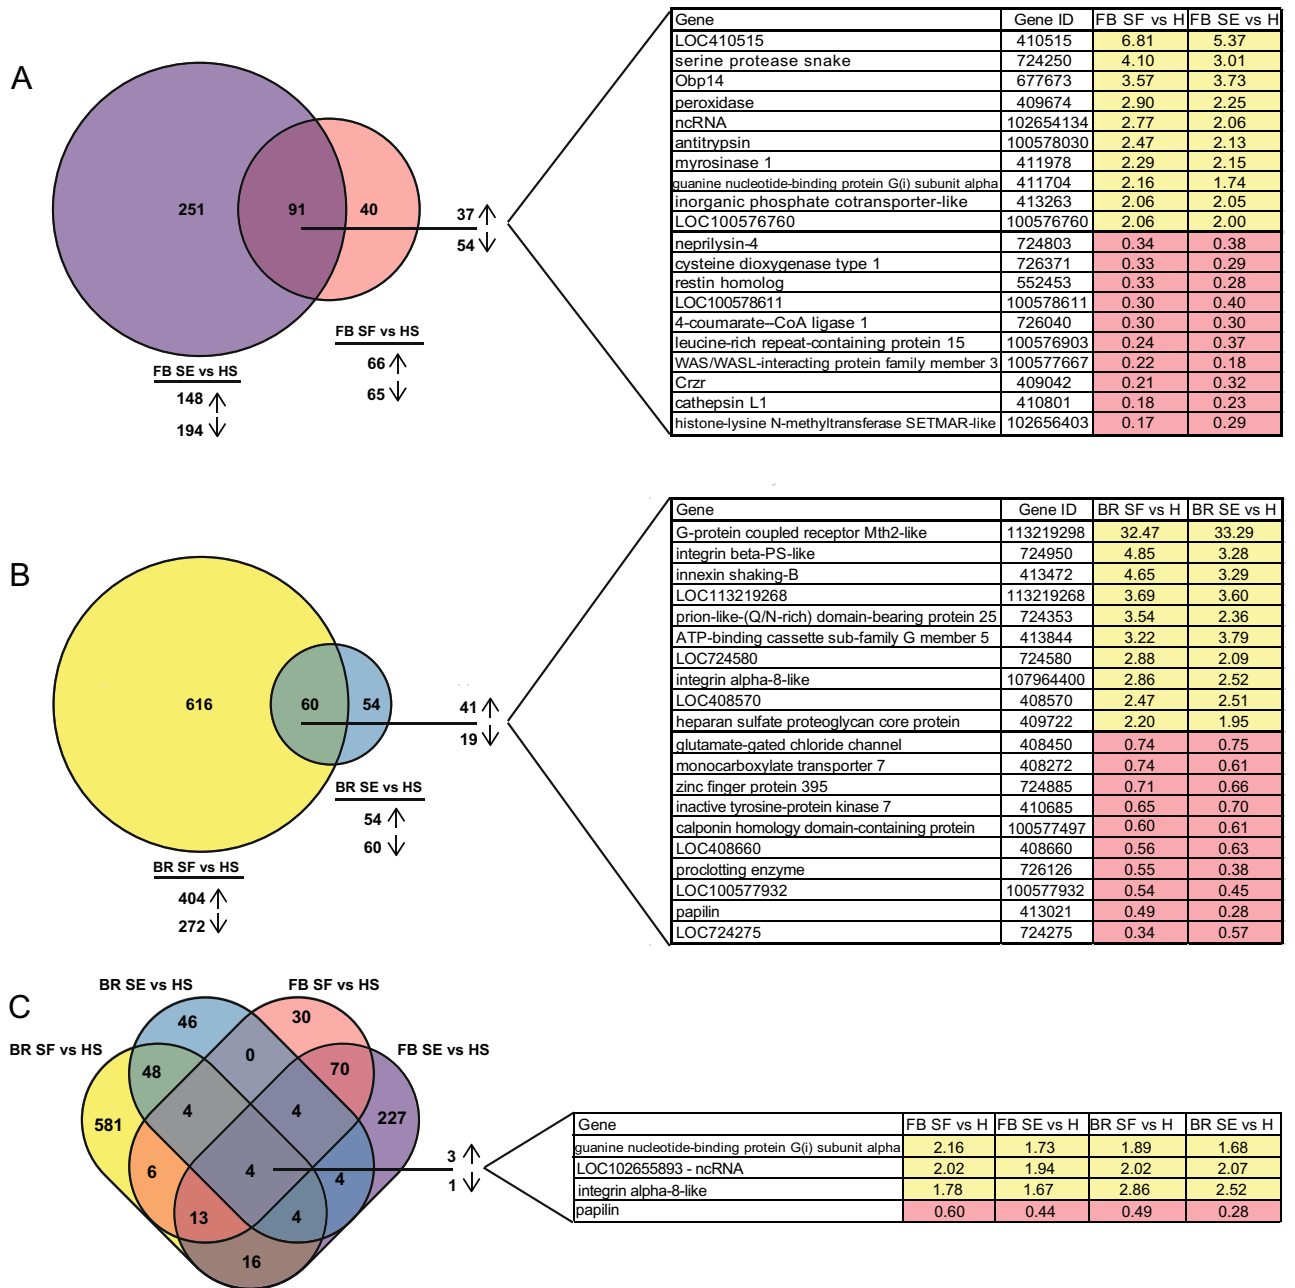 A
251
91
40
37 ↑
54 ↓
FB SF vs HS
66 ↑
65 ↓
FB SE vs HS
148 ↑
194 ↓
Gene Gene ID FB SF vs H FB SE vs H
LOC410515 410515 6.81 5.37
serine protease snake 724250 4.10 3.01
Obp14 677673 3.57 3.73
peroxidase 409674 2.90 2.25
ncRNA 102654134 2.77 2.06
antitrypsin 100578030 2.47 2.13
myrosinase 1 411978 2.29 2.15
guanine nucleotide-binding protein G(i) subunit alpha 411704 2.16 1.74
inorganic phosphate cotransporter-like 413263 2.06 2.05
LOC100576760 100576760 2.06 2.00
neprilysin-4 724803 0.34 0.38
cysteine dioxygenase type 1 726371 0.33 0.29
restin homolog 552453 0.33 0.28
LOC100578611 100578611 0.30 0.40
4-coumarate--CoA ligase 1 726040 0.30 0.30
leucine-rich repeat-containing protein 15 100576903 0.24 0.37
WAS/WASL-interacting protein family member 3 100577667 0.22 0.18
Crzr 409042 0.21 0.32
cathepsin L1 410801 0.18 0.23
histone-lysine N-methyltransferase SETMAR-like 102656403 0.17 0.29
B
616
60
54
41 ↑
19 ↓
BR SE vs HS
54 ↑
60 ↓
BR SF vs HS
404 ↑
272 ↓
Gene Gene ID BR SF vs H BR SE vs H
G-protein coupled receptor Mth2-like 113219298 32.47 33.29
integrin beta-PS-like 724950 4.85 3.28
innexin shaking-B 413472 4.65 3.29
LOC113219268 113219268 3.69 3.60
prion-like-(Q/N-rich) domain-bearing protein 25 724353 3.54 2.36
ATP-binding cassette sub-family G member 5 413844 3.22 3.79
LOC724580 724580 2.88 2.09
integrin alpha-8-like 107964400 2.86 2.52
LOC408570 408570 2.47 2.51
heparan sulfate proteoglycan core protein 409722 2.20 1.95
glutamate-gated chloride channel 408450 0.74 0.75
monocarboxylate transporter 7 408272 0.74 0.61
zinc finger protein 395 724885 0.71 0.66
inactive tyrosine-protein kinase 7 410685 0.65 0.70
calponin homology domain-containing protein 100577497 0.60 0.61
LOC408660 408660 0.56 0.63
proclotting enzyme 726126 0.55 0.38
LOC100577932 100577932 0.54 0.45
papilin 413021 0.49 0.28
LOC724275 724275 0.34 0.57
C
BR SE vs HS FB SF vs HS
BR SF vs HS FB SE vs HS
46 30
0
48 70
581 4 4 227
6 4 4
13 4
16
3 ↑
1 ↓
Gene FB SF vs H FB SE vs H BR SF vs H BR SE vs H
guanine nucleotide-binding protein G(i) subunit alpha 2.16 1.73 1.89 1.68
LOC102655893 - ncRNA 2.02 1.94 2.02 2.07
integrin alpha-8-like 1.78 1.67 2.86 2.52
papilin 0.60 0.44 0.49 0.28